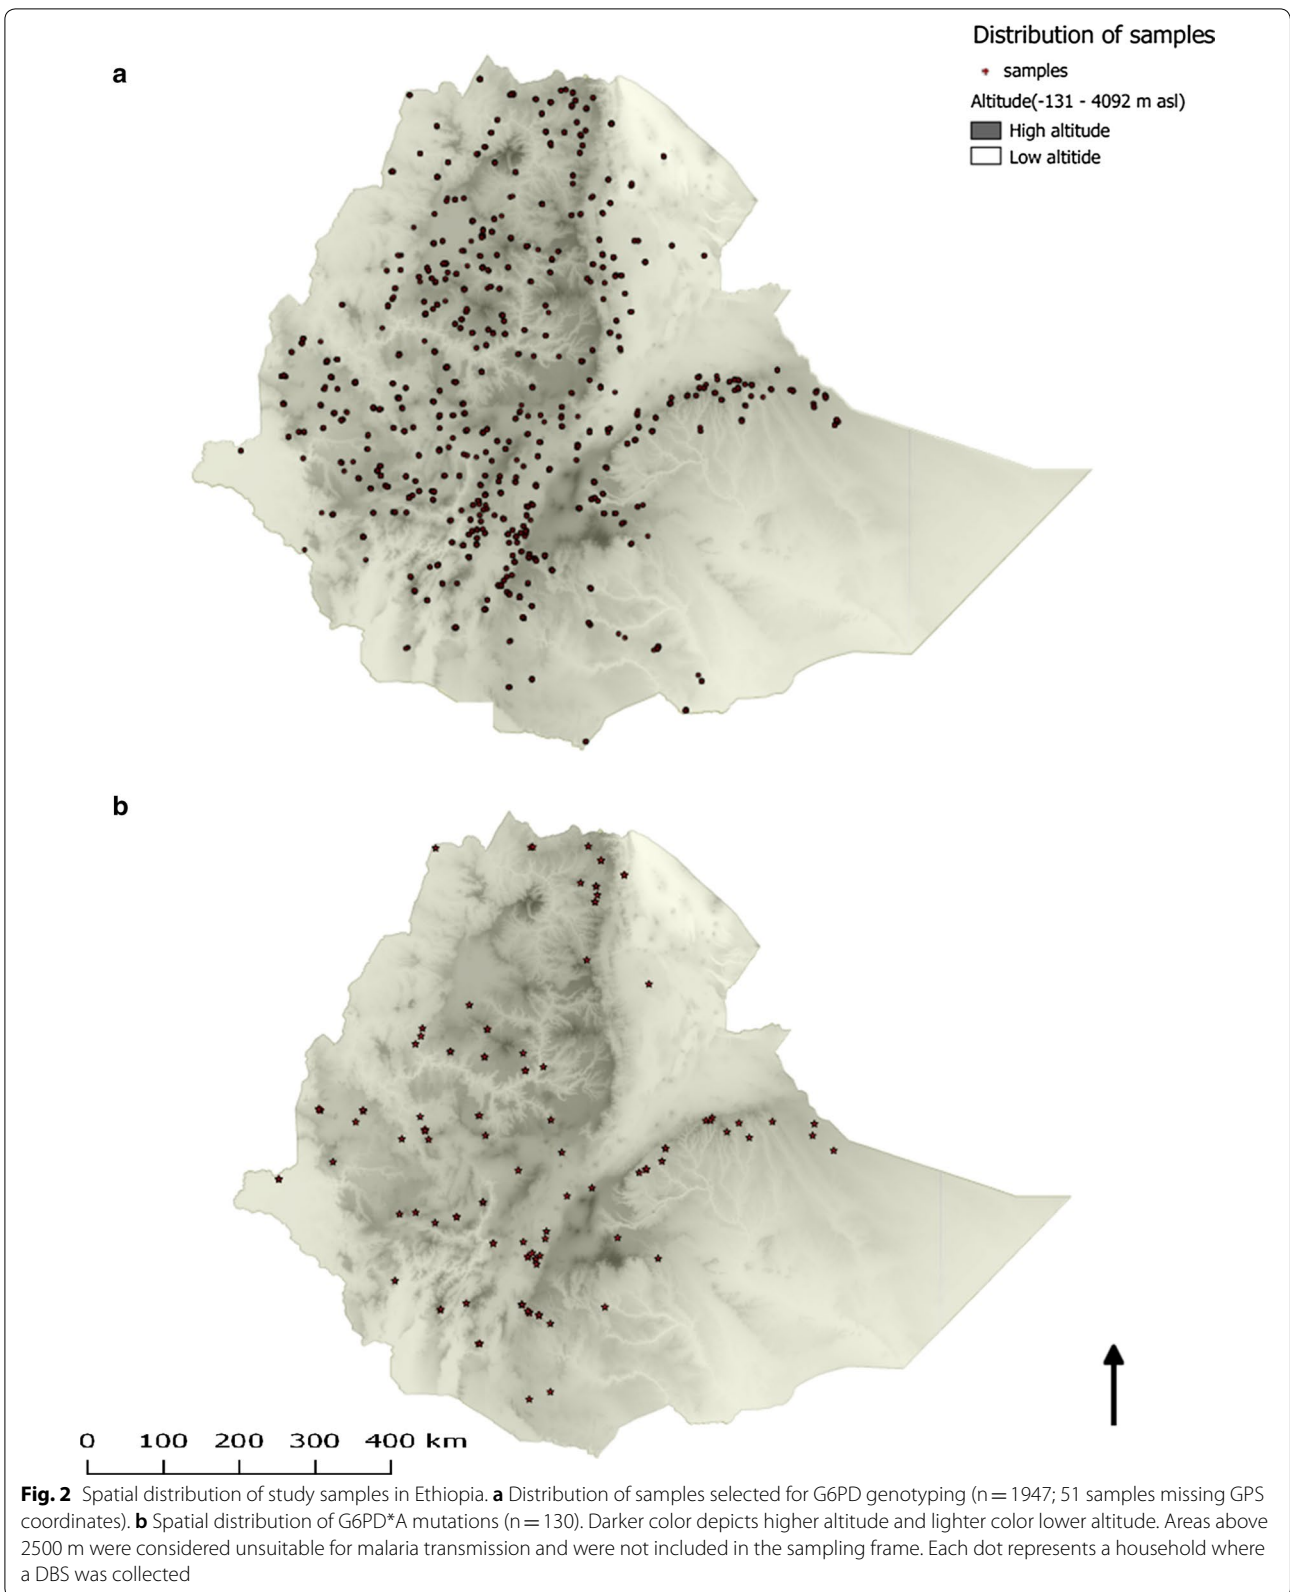 Distribution of samples
a
samples
Altitude(-131 - 4092 m asl)
High altitude
Low altitide
b
0 100 200 300 400 km
Fig. 2 Spatial distribution of study samples in Ethiopia. a Distribution of samples selected for G6PD genotyping (n = 1947; 51 samples missing GPS
coordinates). b Spatial distribution of G6PD*A mutations (n = 130). Darker color depicts higher altitude and lighter color lower altitude. Areas above
2500 m were considered unsuitable for malaria transmission and were not included in the sampling frame. Each dot represents a household where
a DBS was collected